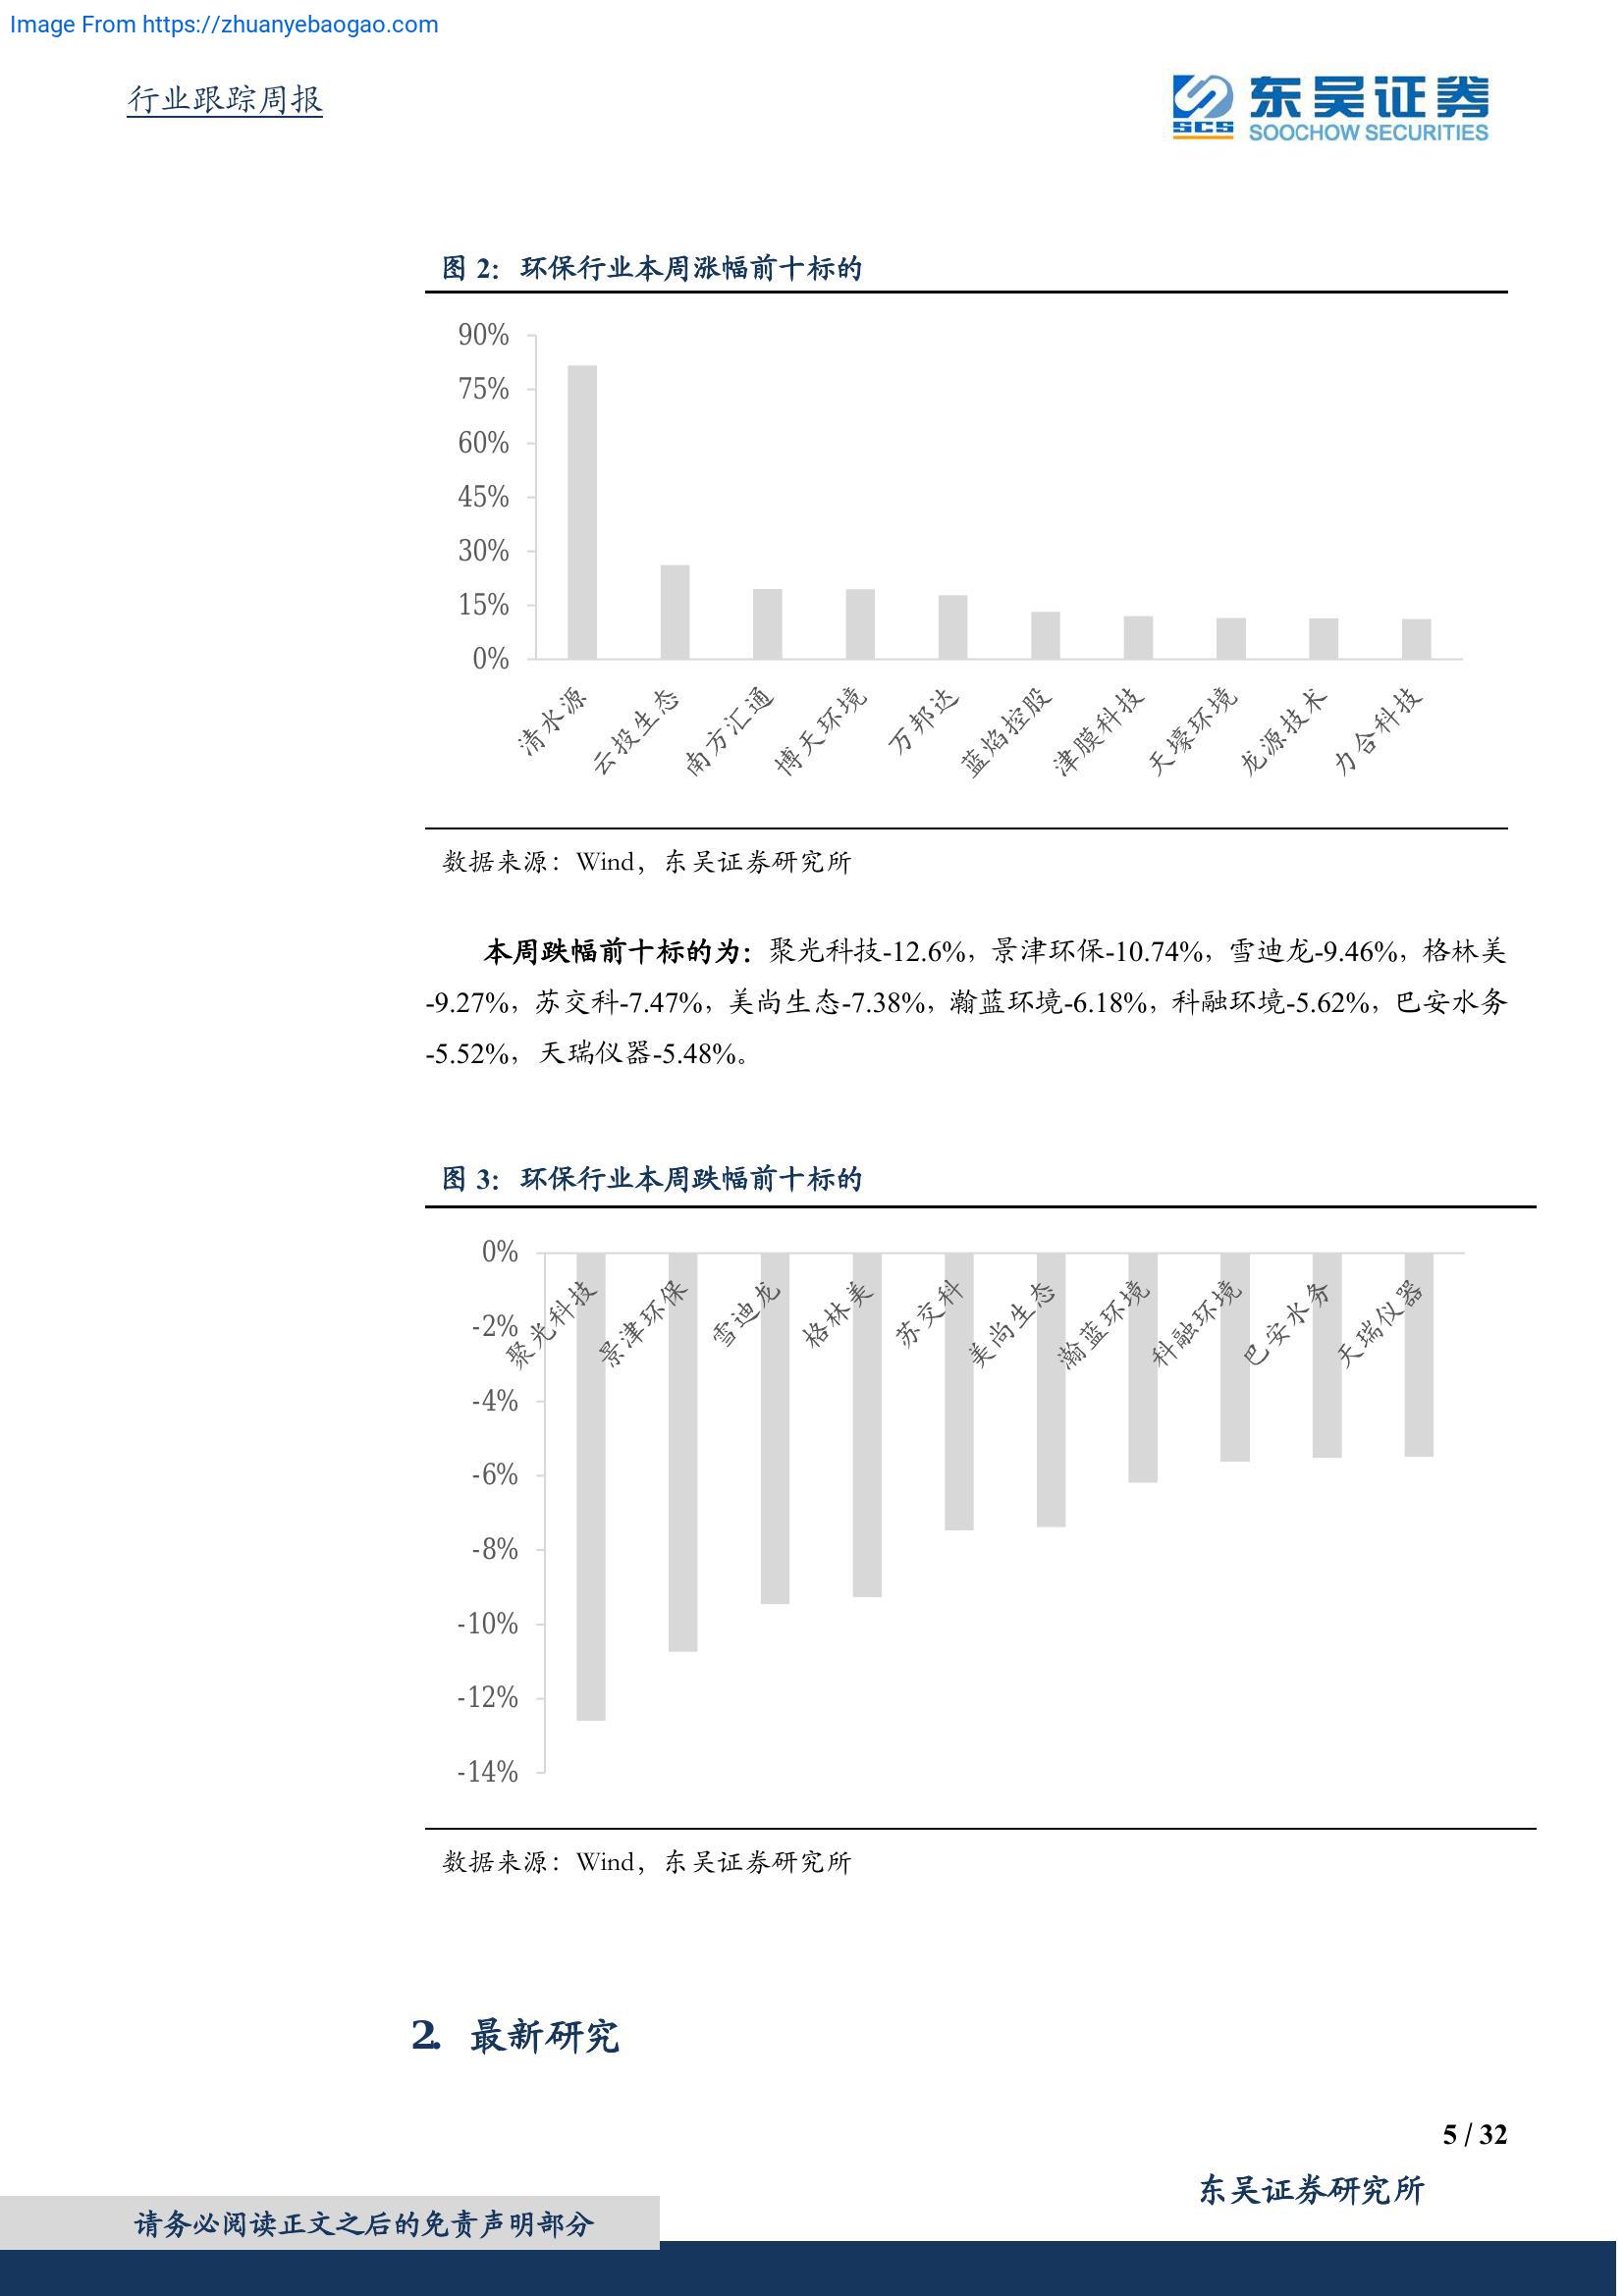 Image From https://zhuanyebaogao.com
行业跟踪周报
东吴证券
SCS
SOOCHOW SECURITIES
图 2：环保行业本周涨幅前十标的
90%
75%
60%
45%
30%
15%
0%
清水源
云投生态
南方汇通
博天环境
万邦达
蓝焰控股
津膜科技
天壕环境
龙源技术
力合科技
数据来源：Wind，东吴证券研究所
本周跌幅前十标的为：聚光科技-12.6%，景津环保-10.74%，雪迪龙-9.46%，格林美
-9.27%，苏交科-7.47%，美尚生态-7.38%，瀚蓝环境-6.18%，科融环境-5.62%，巴安水务
-5.52%，天瑞仪器-5.48%。
图 3：环保行业本周跌幅前十标的
0%
-2%
-4%
-6%
-8%
-10%
-12%
-14%
聚光科技
景津环保
雪迪龙
格林美
苏交科
美尚生态
瀚蓝环境
科融环境
巴安水务
天瑞仪器
数据来源：Wind，东吴证券研究所
2. 最新研究
5 / 32
东吴证券研究所
请务必阅读正文之后的免责声明部分